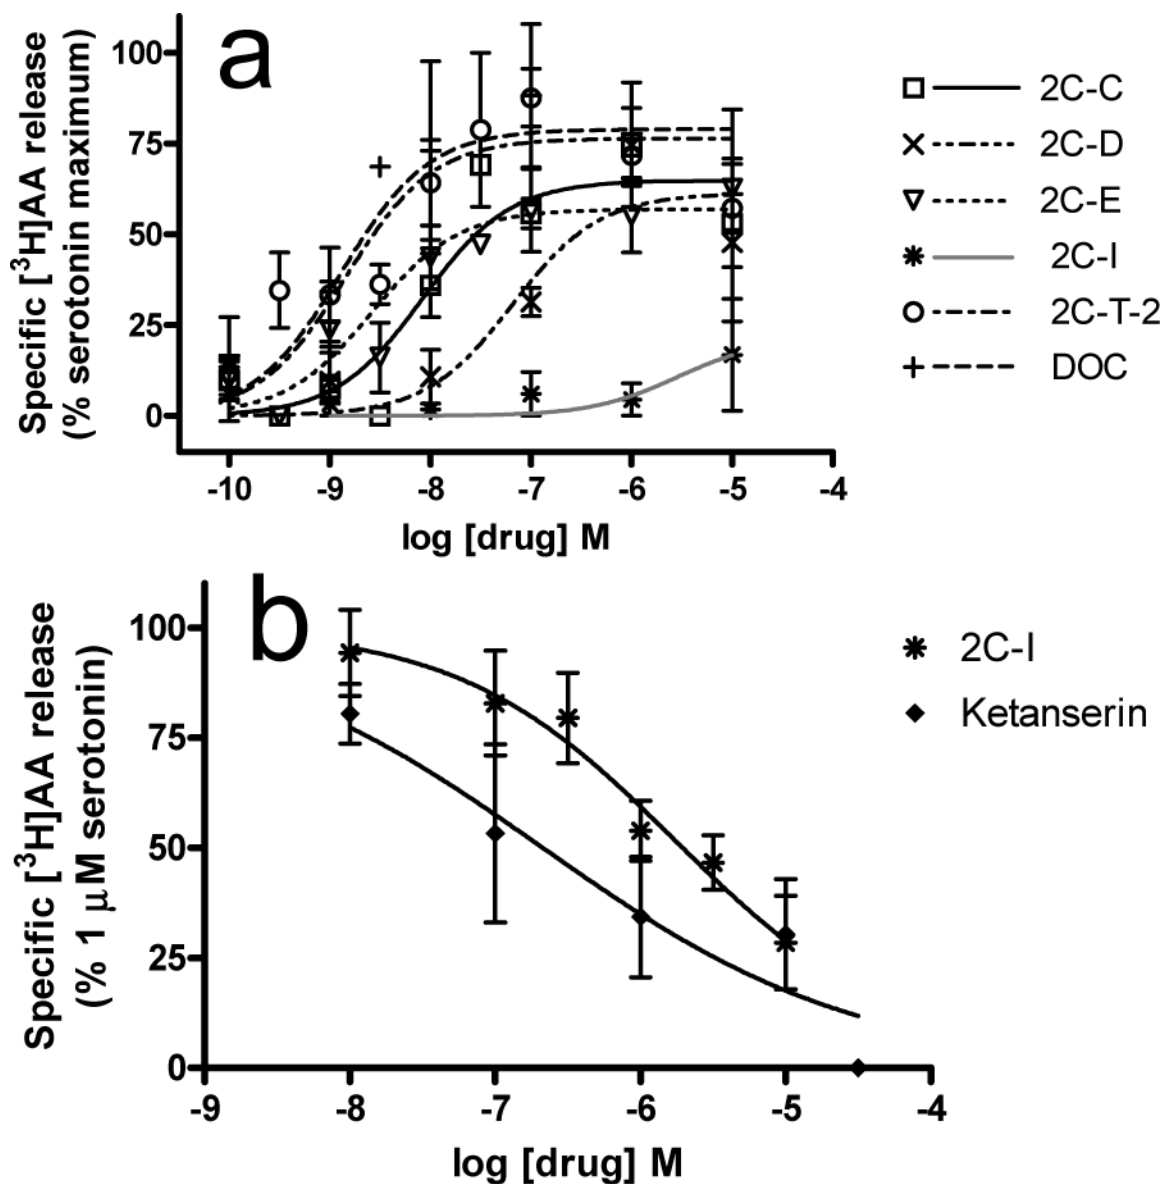 a
Specific [³H]AA release
(% serotonin maximum)
100
75
50
25
0
-10 -9 -8 -7 -6 -5 -4
log [drug] M
2C-C
2C-D
2C-E
2C-I
2C-T-2
DOC
b
Specific [³H]AA release
(% 1 μM serotonin)
100
75
50
25
0
-9 -8 -7 -6 -5 -4
log [drug] M
2C-I
Ketanserin